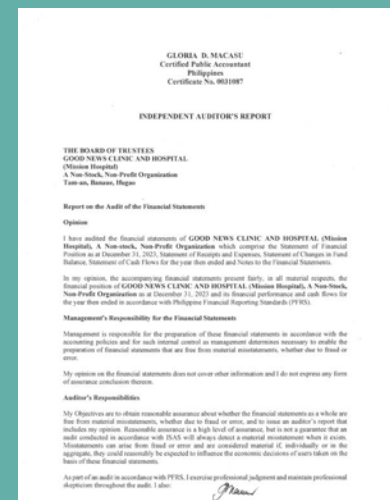 GLORIA D. MACASU
Certified Public Accountant
Philippines
Certificate No. 0031087
INDEPENDENT AUDITOR'S REPORT
THE BOARD OF TRUSTEES
GOOD NEWS CLINIC AND HOSPITAL
(Mission Hospital)
A Non-Stock, Non-Profit Organization
Tam-an, Banaue, Ifugao
Report on the Audit of the Financial Statements
Opinion
I have audited the financial statements of GOOD NEWS CLINIC AND HOSPITAL (Mission
Hospital), A Non-stock, Non-Profit Organization which comprise the Statement of Financial
Position as at December 31, 2023, Statement of Receipts and Expenses, Statement of Changes in Fund
Balance, Statement of Cash Flows for the year then ended and Notes to the Financial Statements.
In my opinion, the accompanying financial statements present fairly, in all material respects, the
financial position of GOOD NEWS CLINIC AND HOSPITAL (Mission Hospital), A Non-Stock,
Non-Profit Organization as at December 31, 2023 and its financial performance and cash flows for
the year then ended in accordance with Philippine Financial Reporting Standards (PFRS).
Management's Responsibility for the Financial Statements
Management is responsible for the preparation of these financial statements in accordance with the
accounting policies and for such internal control as management determines necessary to enable the
preparation of financial statements that are free from material misstatements, whether due to fraud or
error.
My opinion on the financial statements does not cover other information and I do not express any form
of assurance conclusion thereon.
Auditor's Responsibilities
My Objectives are to obtain reasonable assurance about whether the financial statements as a whole are
free from material misstatements, whether due to fraud or error, and to issue an auditor's report that
includes my opinion. Reasonable assurance is a high level of assurance, but is not a guarantee that an
audit conducted in accordance with ISAS will always detect a material misstatement when it exists.
Misstatements can arise from fraud or error and are considered material if, individually or in the
aggregate, they could reasonably be expected to influence the economic decisions of users taken on the
basis of these financial statements.
As part of an audit in accordance with PFRS, I exercise professional judgment and maintain professional
skepticism throughout the audit. I also: